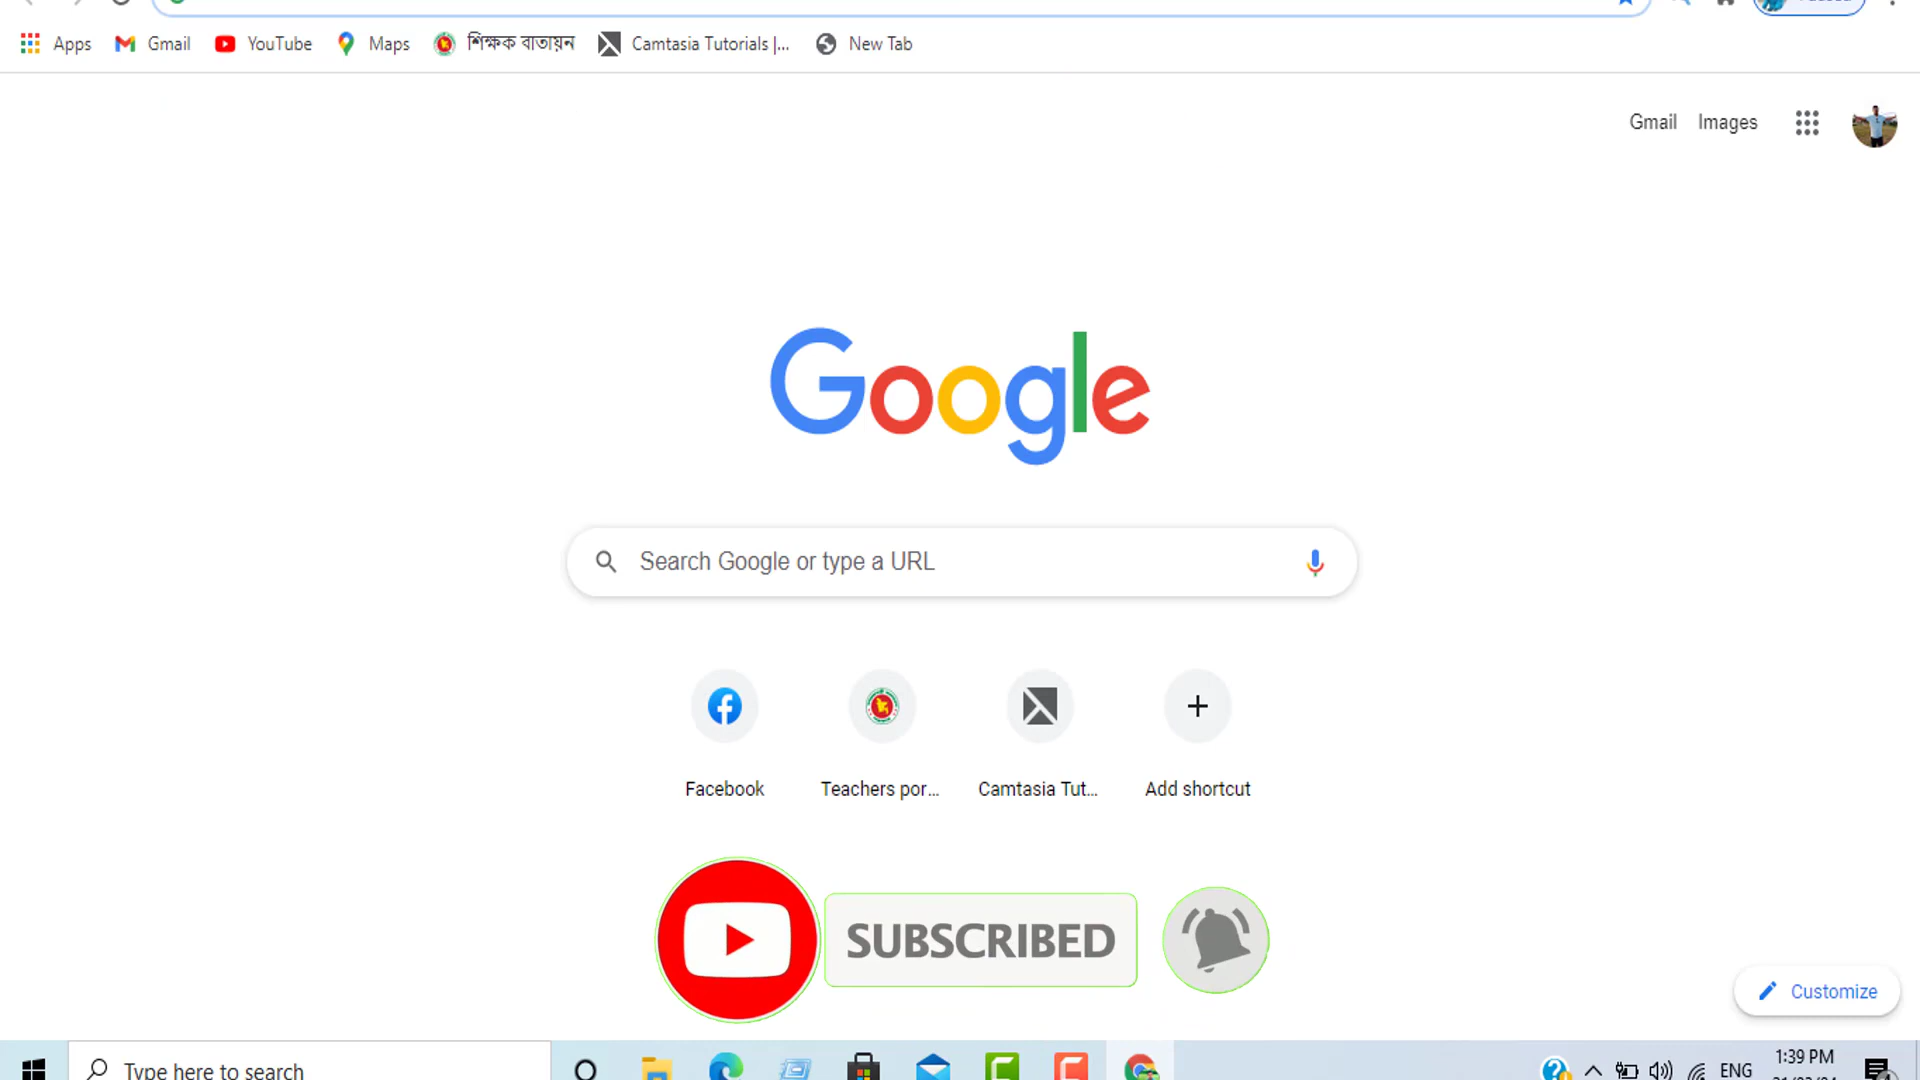 Apps Gmail YouTube Maps শিক্ষক বাতায়ন Camtasia Tutorials |... New Tab
Gmail Images
Google
Search Google or type a URL
Facebook Teachers por... Camtasia Tut... Add shortcut
SUBSCRIBED
Customize
Type here to search
ENG
1:39 PM